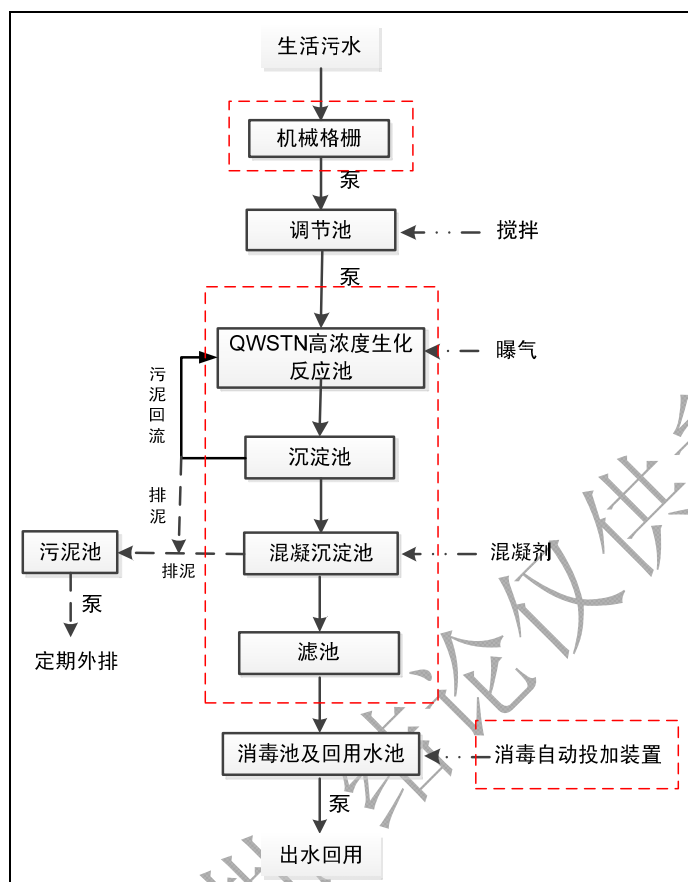 生活污水
机械格栅
泵
调节池
搅拌
泵
QWSTN高浓度生化
反应池
曝气
污泥回流
沉淀池
排泥
污泥池
排泥
混凝沉淀池
混凝剂
泵
定期外排
滤池
消毒池及回用水池
消毒自动投加装置
泵
出水回用
结论仅供